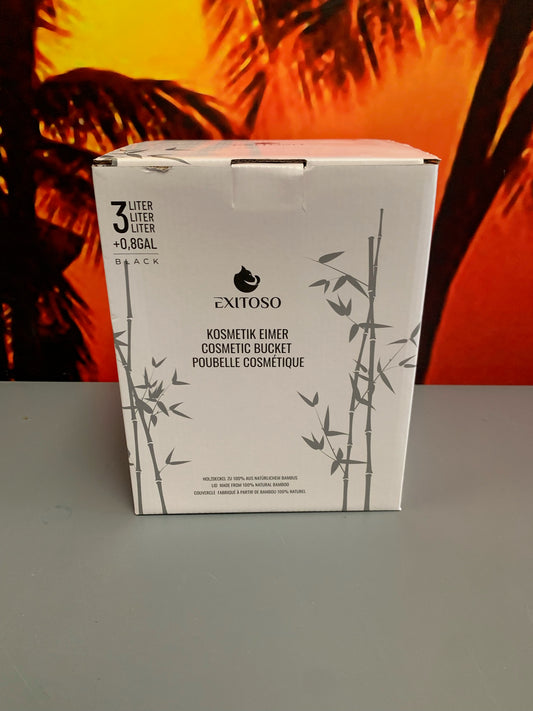 3 LITER
LITER
LITER
+0,8GAL
BLACK
EXITOSO
KOSMETIK EIMER
COSMETIC BUCKET
POUBELLE COSMÉTIQUE
HOLZDECKEL ZU 100% AUS NATÜRLICHEM BAMBUS
LID MADE FROM 100% NATURAL BAMBOO
COUVERCLE FABRIQUÉ À PARTIR DE BAMBOU 100% NATUREL